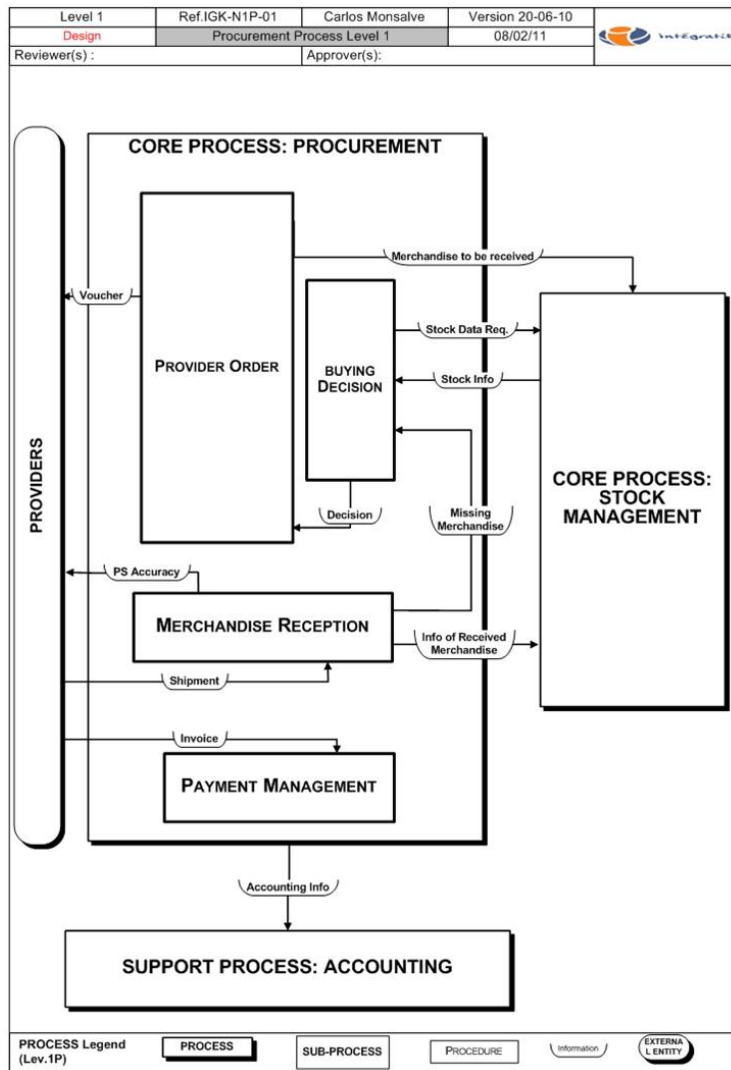 Level 1 Ref.IGK-N1P-01 Carlos Monsalve Version 20-06-10
Design Procurement Process Level 1 08/02/11
Reviewer(s) : Approver(s):
CORE PROCESS: PROCUREMENT
Merchandise to be received
Voucher
Stock Data Req.
PROVIDER ORDER
BUYING
DECISION
Stock Info
PROVIDERS
CORE PROCESS:
STOCK
MANAGEMENT
Decision
Missing
Merchandise
PS Accuracy
MERCHANDISE RECEPTION
Info of Received
Merchandise
Shipment
Invoice
PAYMENT MANAGEMENT
Accounting Info
SUPPORT PROCESS: ACCOUNTING
PROCESS Legend
(Lev.1P)
PROCESS
SUB-PROCESS
PROCEDURE
Information
EXTERNA
L ENTITY